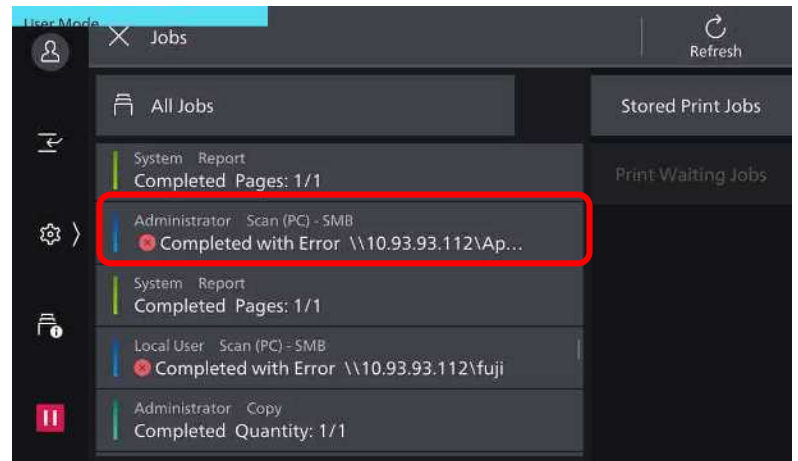 User Mode
Jobs
Refresh
All Jobs
Stored Print Jobs
System Report
Completed Pages: 1/1
Print Waiting Jobs
Administrator Scan (PC) - SMB
Completed with Error \\10.93.93.112\Ap...
System Report
Completed Pages: 1/1
Local User Scan (PC) - SMB
Completed with Error \\10.93.93.112\fuji
Administrator Copy
Completed Quantity: 1/1